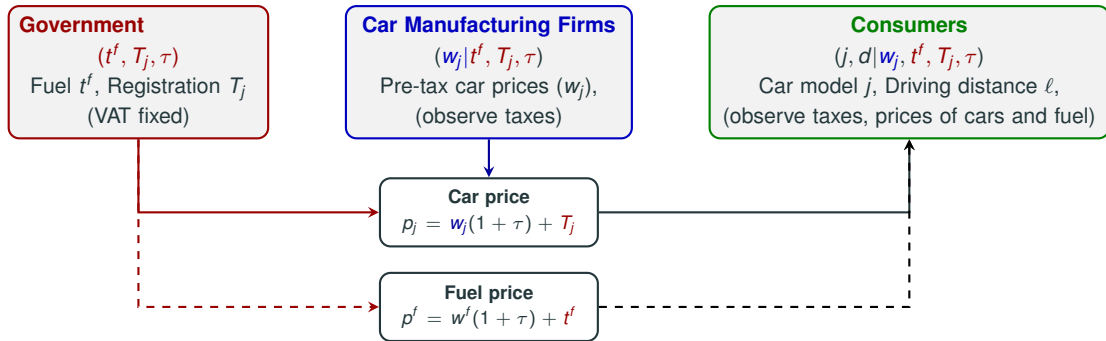 Government
(t^f, T_j, τ)
Fuel t^f, Registration T_j
(VAT fixed)
Car Manufacturing Firms
(w_j|t^f, T_j, τ)
Pre-tax car prices (w_j),
(observe taxes)
Consumers
(j, d|w_j, t^f, T_j, τ)
Car model j, Driving distance ℓ,
(observe taxes, prices of cars and fuel)
Car price
p_j = w_j(1 + τ) + T_j
Fuel price
p^f = w^f(1 + τ) + t^f